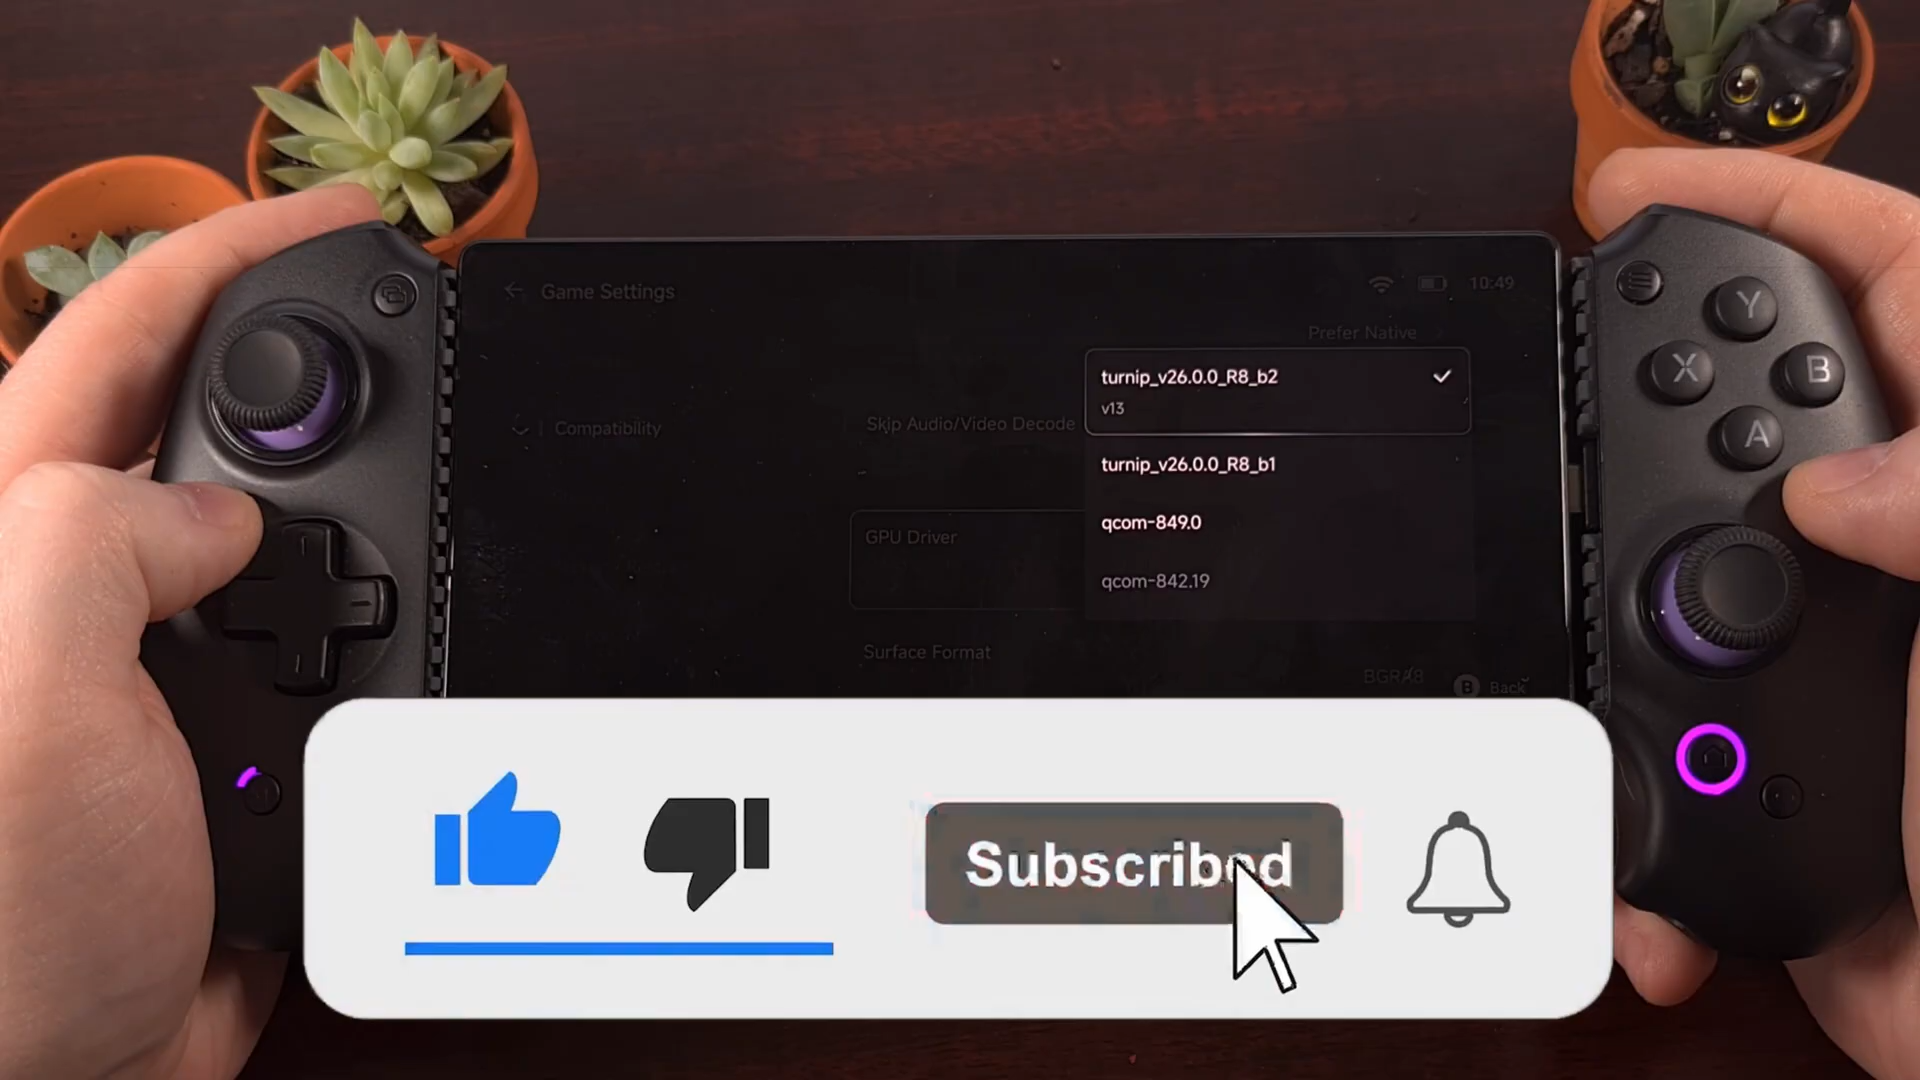 Game Settings
10:49
Prefer Native
turnip_v26.0.0_R8_b2
v13
Compatibility
Skip Audio/Video Decode
turnip_v26.0.0_R8_b1
qcom-849.0
GPU Driver
qcom-842.19
Surface Format
BGRA8
B Back
Y
X
B
A
Subscribed